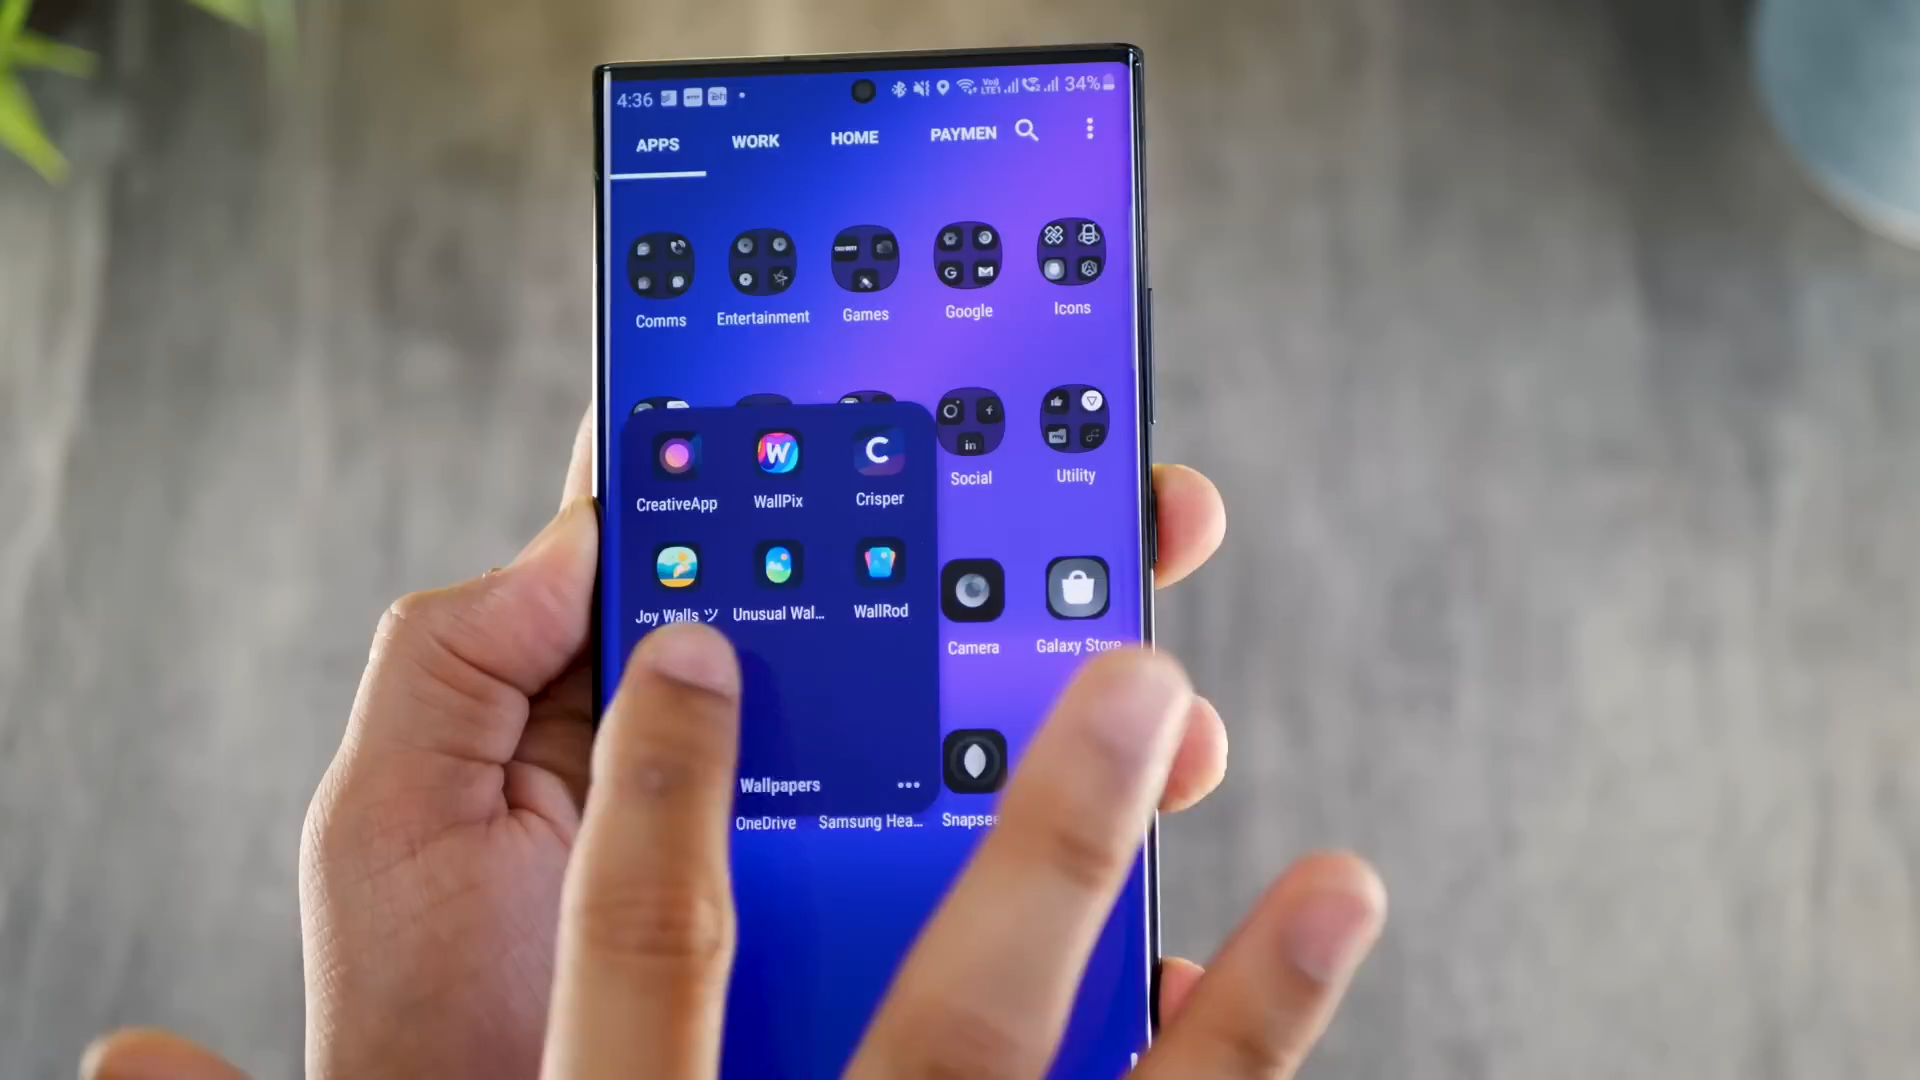 4:36
34%
APPS WORK HOME PAYMEN
Comms Entertainment Games Google Icons
G
in
Social Utility
W C
CreativeApp WallPix Crisper
Joy Walls ツ Unusual Wal... WallRod
Camera Galaxy Store
Wallpapers
OneDrive Samsung Hea... Snapsee